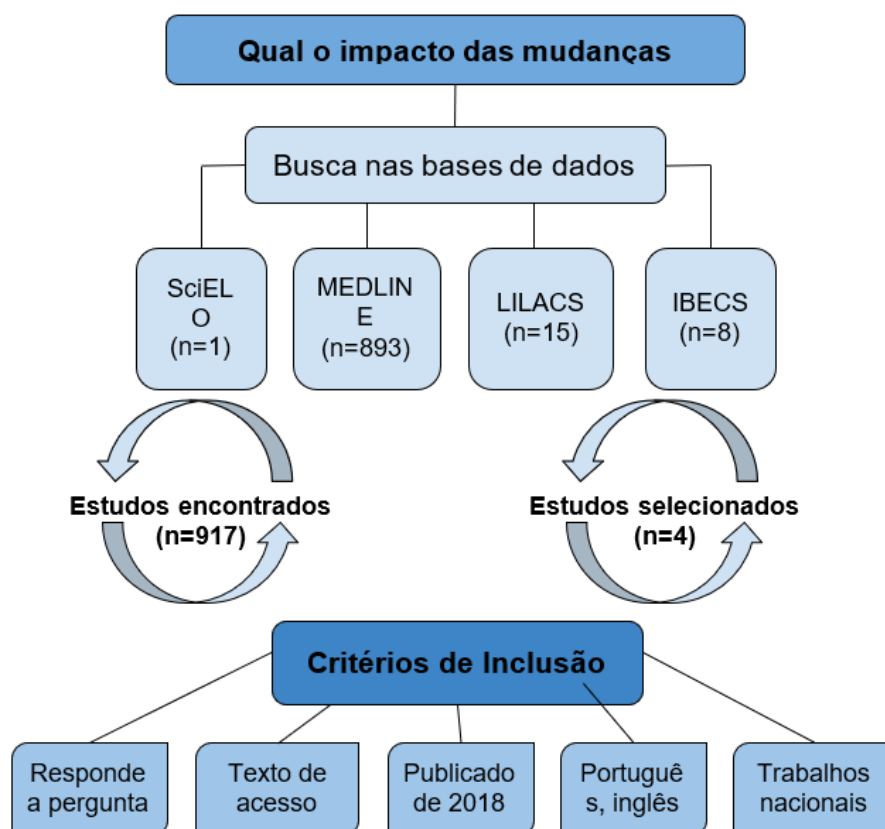 Qual o impacto das mudanças
Busca nas bases de dados
SciEL
O
(n=1)
MEDLIN
E
(n=893)
LILACS
(n=15)
IBECS
(n=8)
Estudos encontrados
(n=917)
Estudos selecionados
(n=4)
Critérios de Inclusão
Responde
a pergunta
Texto de
acesso
Publicado
de 2018
Portuguê
s, inglês
Trabalhos
nacionais